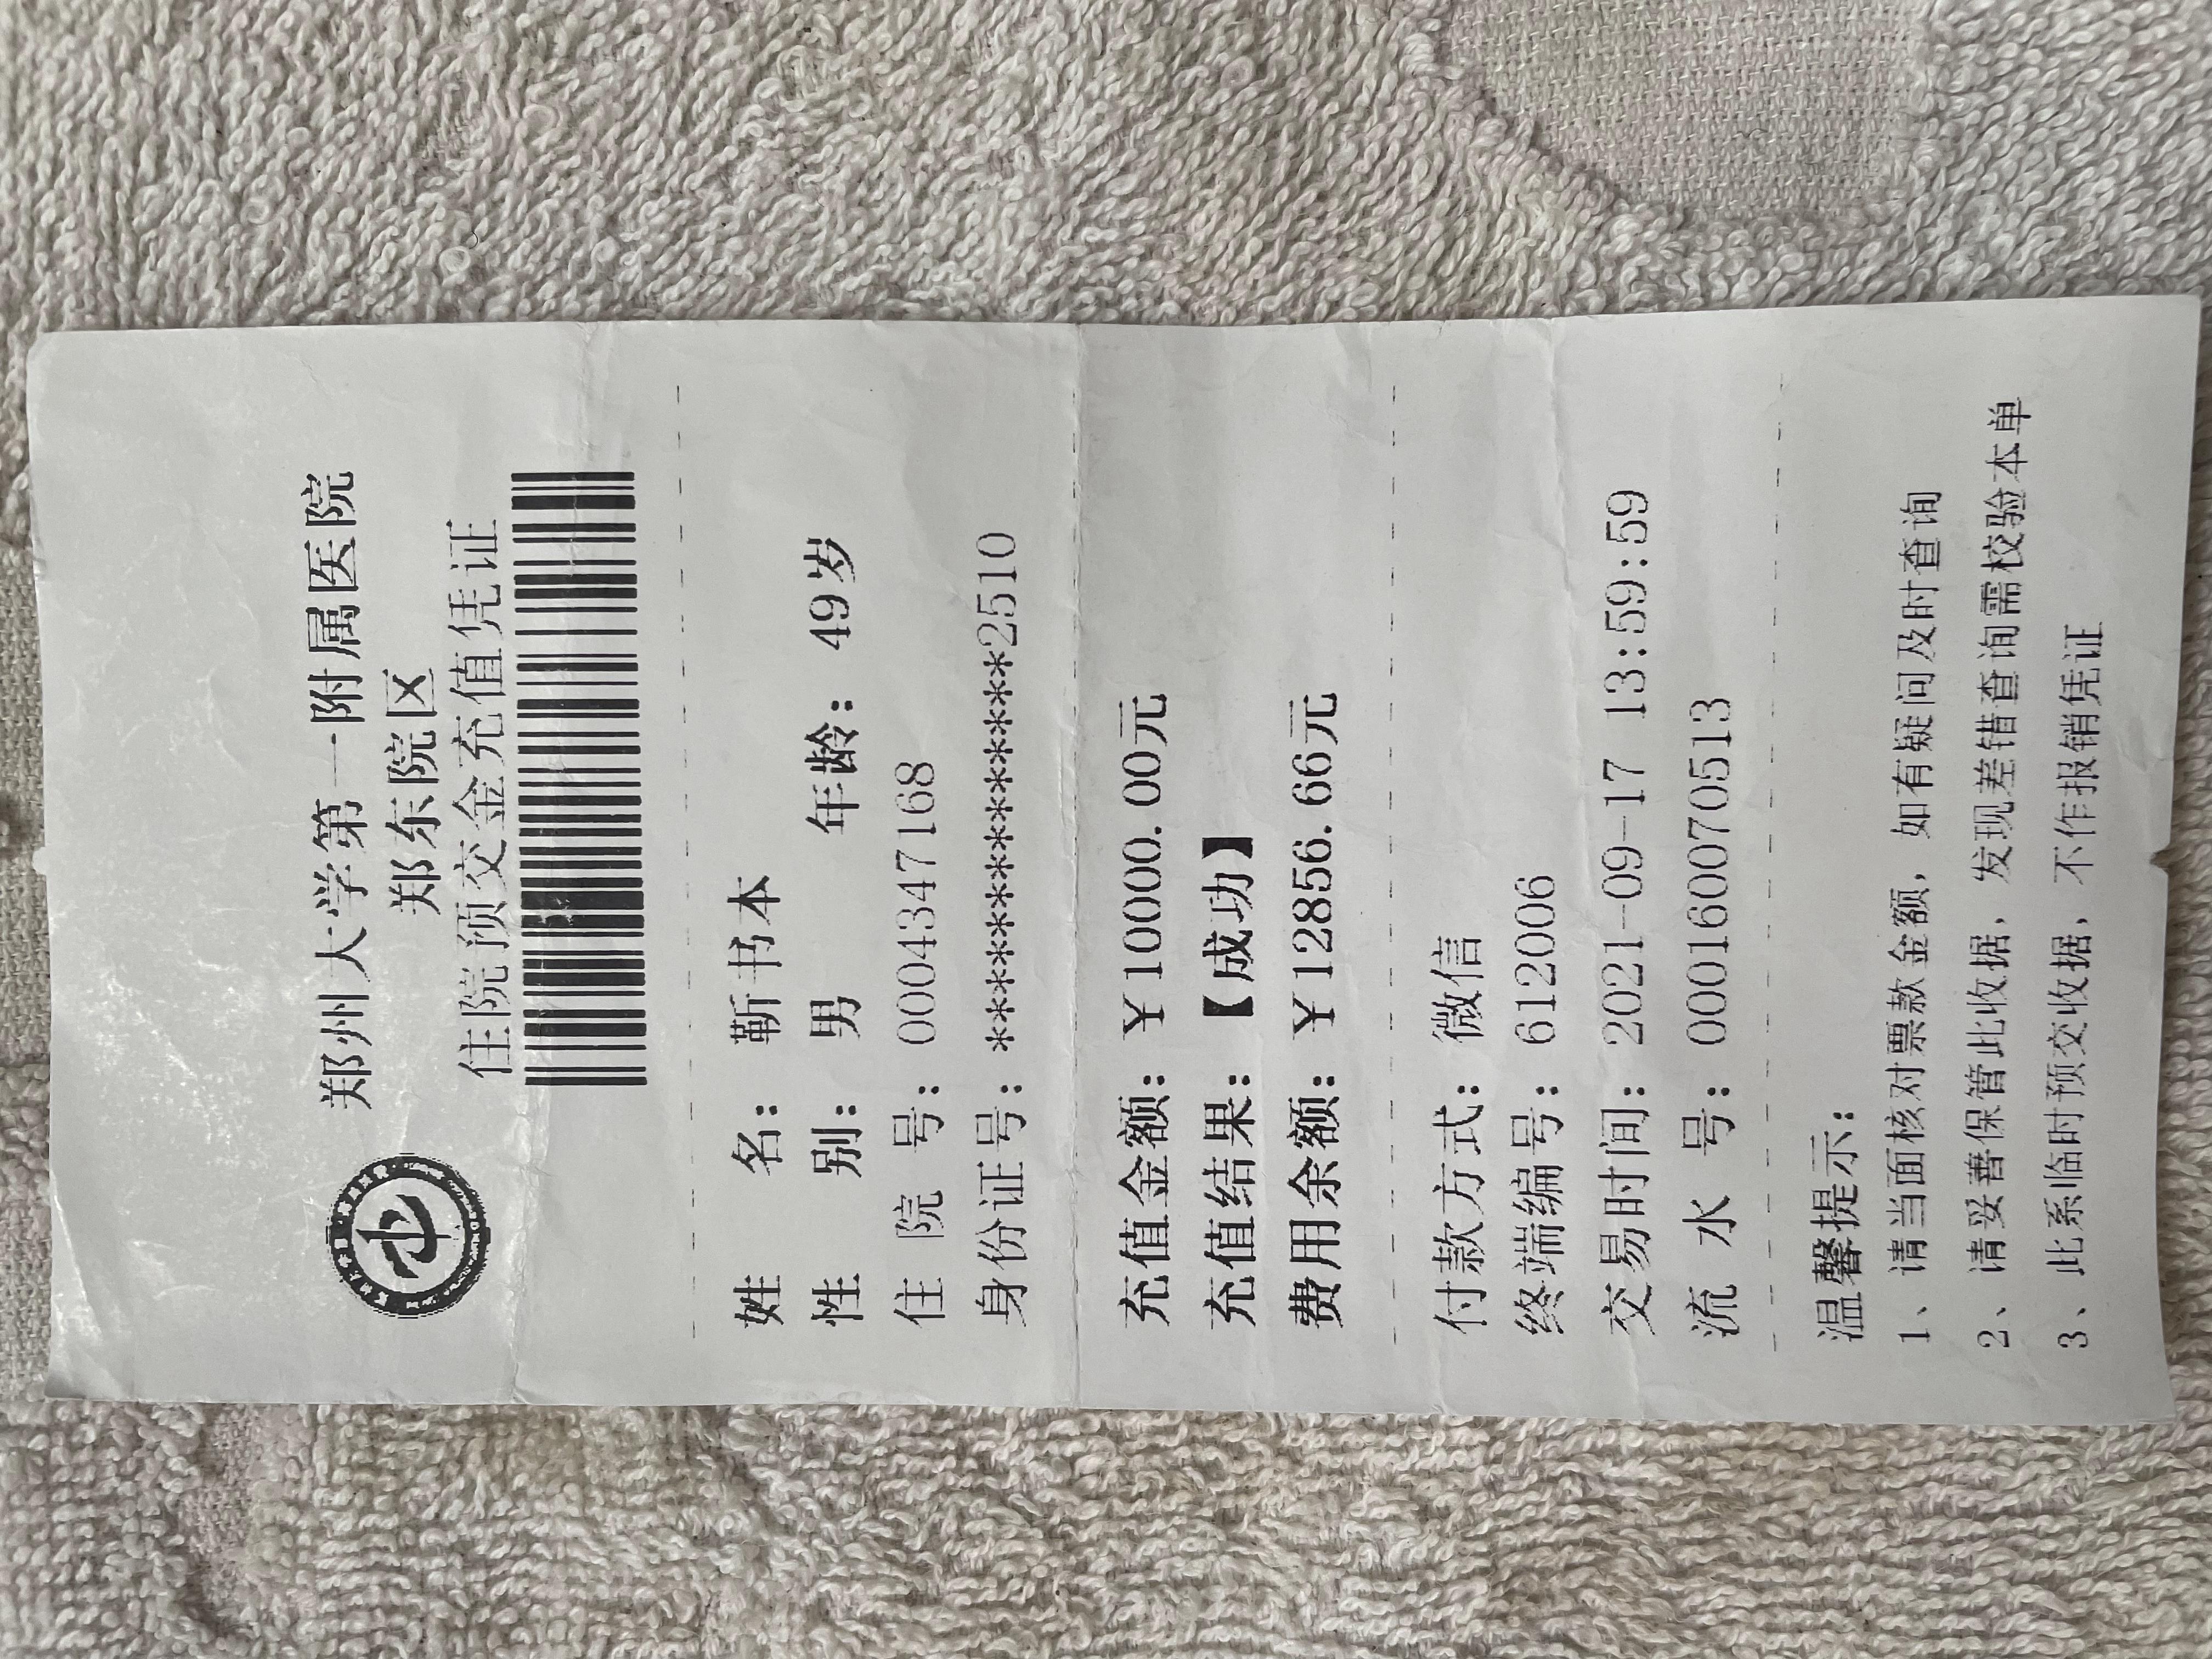 郑州大学第一附属医院
郑东院区
住院预交金充值凭证
姓 名: 靳书本
性 别: 男 年龄: 49岁
住 院 号: 0004347168
身份证号: **************2510
充值金额: ￥10000.00元
充值结果: 【成功】
费用余额: ￥12856.66元
付款方式: 微信
终端编号: 612006
交易时间: 2021-09-17 13:59:59
流 水 号: 000160070513
温馨提示:
1、请当面核对票款金额, 如有疑问及时查询
2、请妥善保管此收据, 发现差错查询需校验本单
3、此系临时预交收据, 不作报销凭证